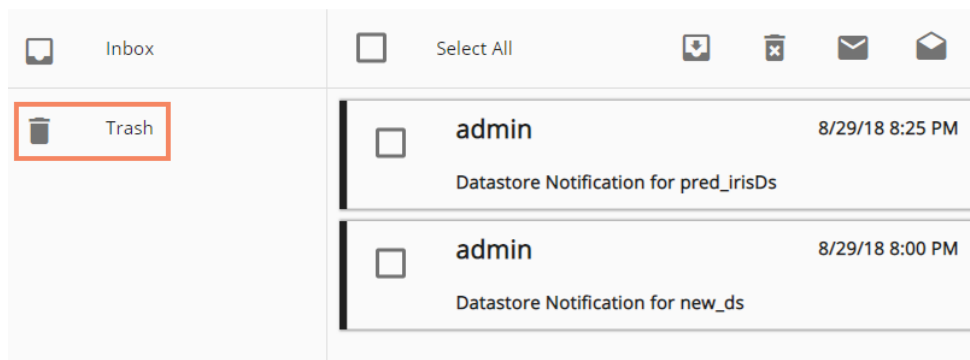 Inbox
Select All
Trash
admin
8/29/18 8:25 PM
Datastore Notification for pred_irisDs
admin
8/29/18 8:00 PM
Datastore Notification for new_ds